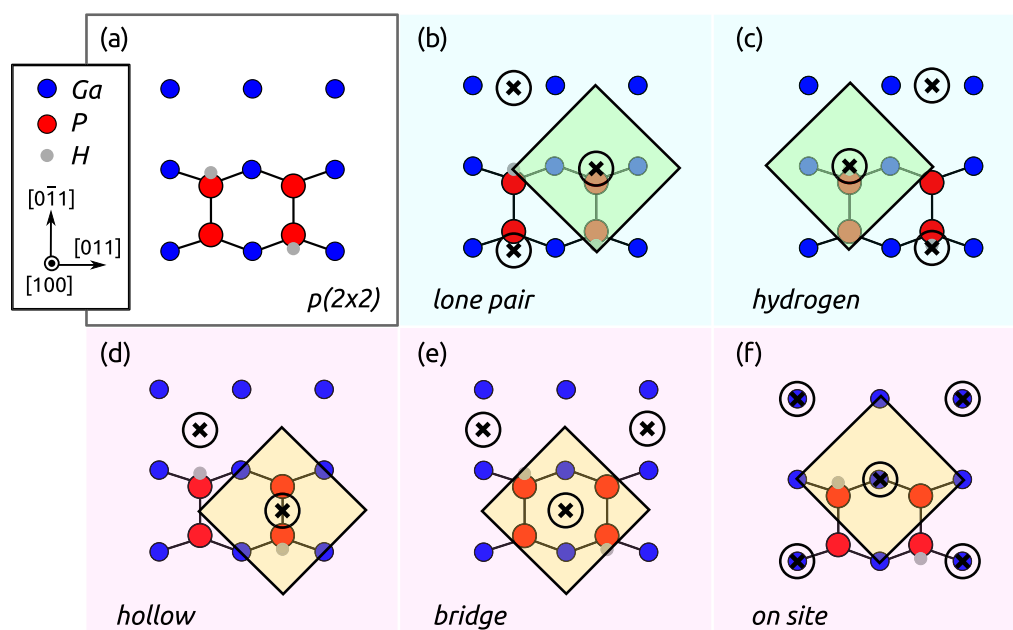 (a)
(b)
(c)
Ga
P
H
[01̄1]
[011]
[100]
p(2x2)
lone pair
hydrogen
(d)
(e)
(f)
hollow
bridge
on site